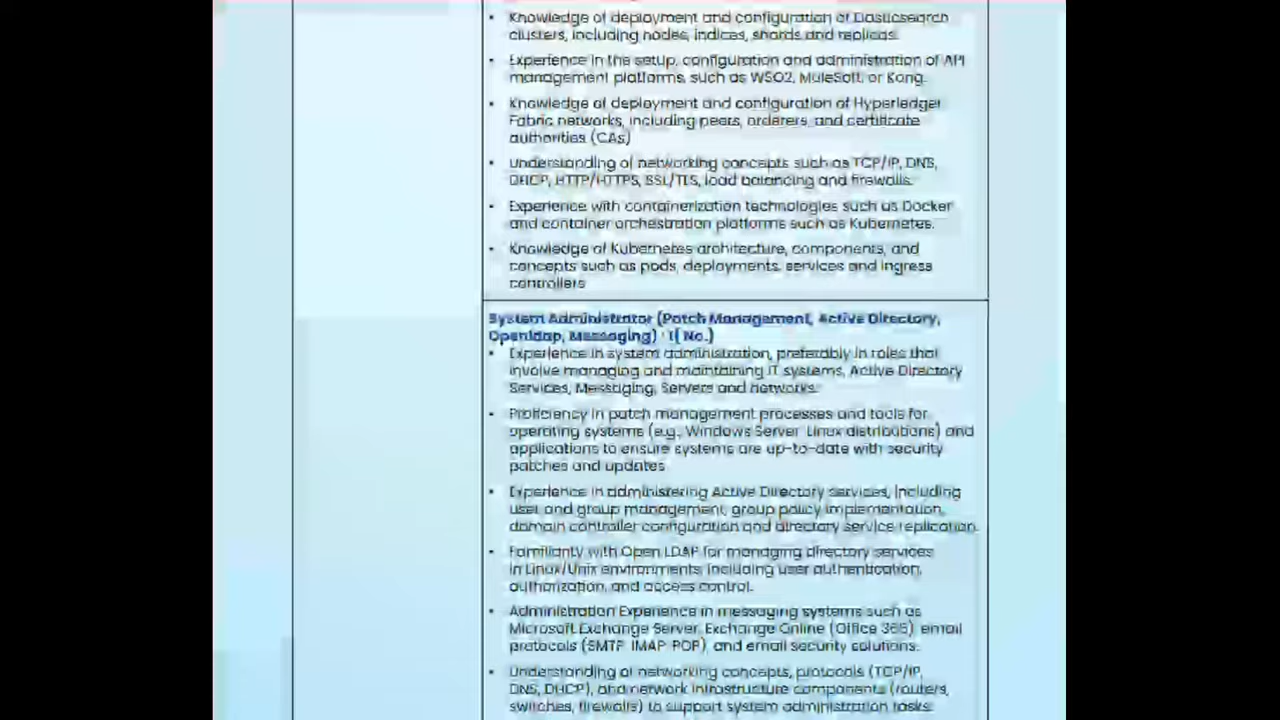 • Knowledge of deployment and configuration of Elasticsearch
clusters, including nodes, indices, shards and replicas.
• Experience in the setup, configuration and administration of API
management platforms, such as WSO2, MuleSoft, or Kong.
• Knowledge of deployment and configuration of Hyperledger
Fabric networks, including peers, orderers, and certificate
authorities (CAs)
• Understanding of networking concepts such as TCP/IP, DNS,
DHCP, HTTP/HTTPS, SSL/TLS, load balancing and firewalls.
• Experience with containerization technologies such as Docker
and container orchestration platforms such as Kubernetes.
• Knowledge of Kubernetes architecture, components, and
concepts such as pods, deployments, services and ingress
controllers
System Administrator (Patch Management, Active Directory,
Openldap, Messaging) - 1( No.)
• Experience in system administration, preferably in roles that
involve managing and maintaining IT systems, Active Directory
Services, Messaging, Servers and networks.
• Proficiency in patch management processes and tools for
operating systems (e.g., Windows Server, Linux distributions) and
applications to ensure systems are up-to-date with security
patches and updates
• Experience in administering Active Directory services, including
user and group management, group policy implementation,
domain controller configuration and directory service replication.
• Familiarity with Open LDAP for managing directory services
in Linux/Unix environments, including user authentication,
authorization, and access control.
• Administration Experience in messaging systems such as
Microsoft Exchange Server, Exchange Online (Office 365), email
protocols (SMTP, IMAP, POP), and email security solutions.
• Understanding of networking concepts, protocols (TCP/IP,
DNS, DHCP), and network infrastructure components (routers,
switches, firewalls) to support system administration tasks.